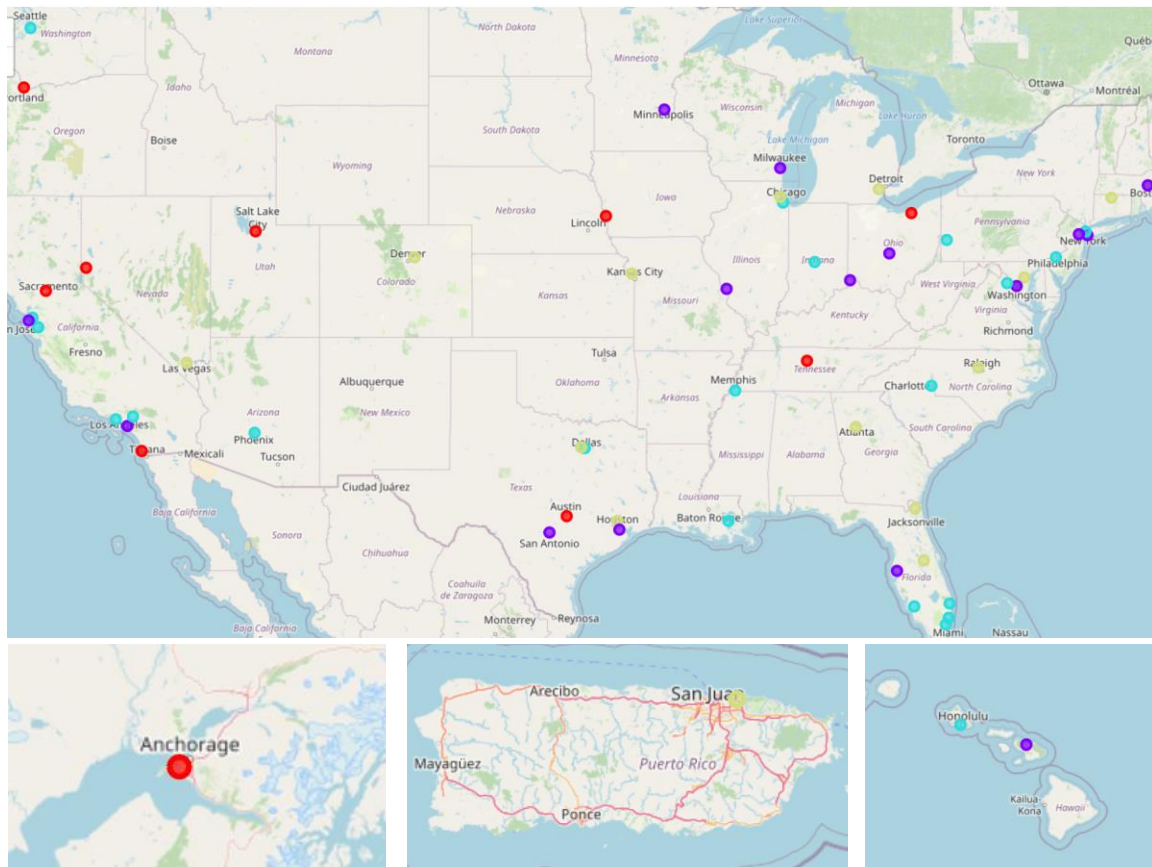 Seattle
Washington
North Dakota
Montana
Minnesota
Lake Superior
Québ
Ottawa
Montréal
ortland
Idaho
Oregon
Boise
South Dakota
Minneapolis
Wisconsin
Michigan
Lake Huron
Toronto
Wyoming
Lake Michigan
Milwaukee
New York
Detroit
Bost
Chicago
Iowa
Salt Lake
City
Nebraska
Lincoln
Pennsylvania
New York
Utah
Denver
Colorado
Illinois
Indiana
Ohio
Philadelphia
Kansas City
Sacramento
Nevada
Kansas
Missouri
West Virginia
Washington
Virginia
Kentucky
Richmond
n José
California
Fresno
Las Vegas
Tulsa
Tennessee
Raleigh
Albuquerque
Oklahoma
Memphis
Charlotte
North Carolina
Arkansas
Los Angeles
Arizona
New Mexico
Phoenix
Atlanta
South Carolina
Dallas
Tijuana
Mexicali
Tucson
Mississippi
Alabama
Georgia
Ciudad Juárez
Texas
Louisiana
Baja California
Austin
Houston
Baton Rouge
Jacksonville
Sonora
San Antonio
Chihuahua
Florida
Coahuila
de Zaragoza
Monterrey
Reynosa
Baja California
Miami
Nassau
Anchorage
Arecibo
San Juan
Mayagüez
Puerto Rico
Ponce
Honolulu
Kailua-
Kona
Hawaii